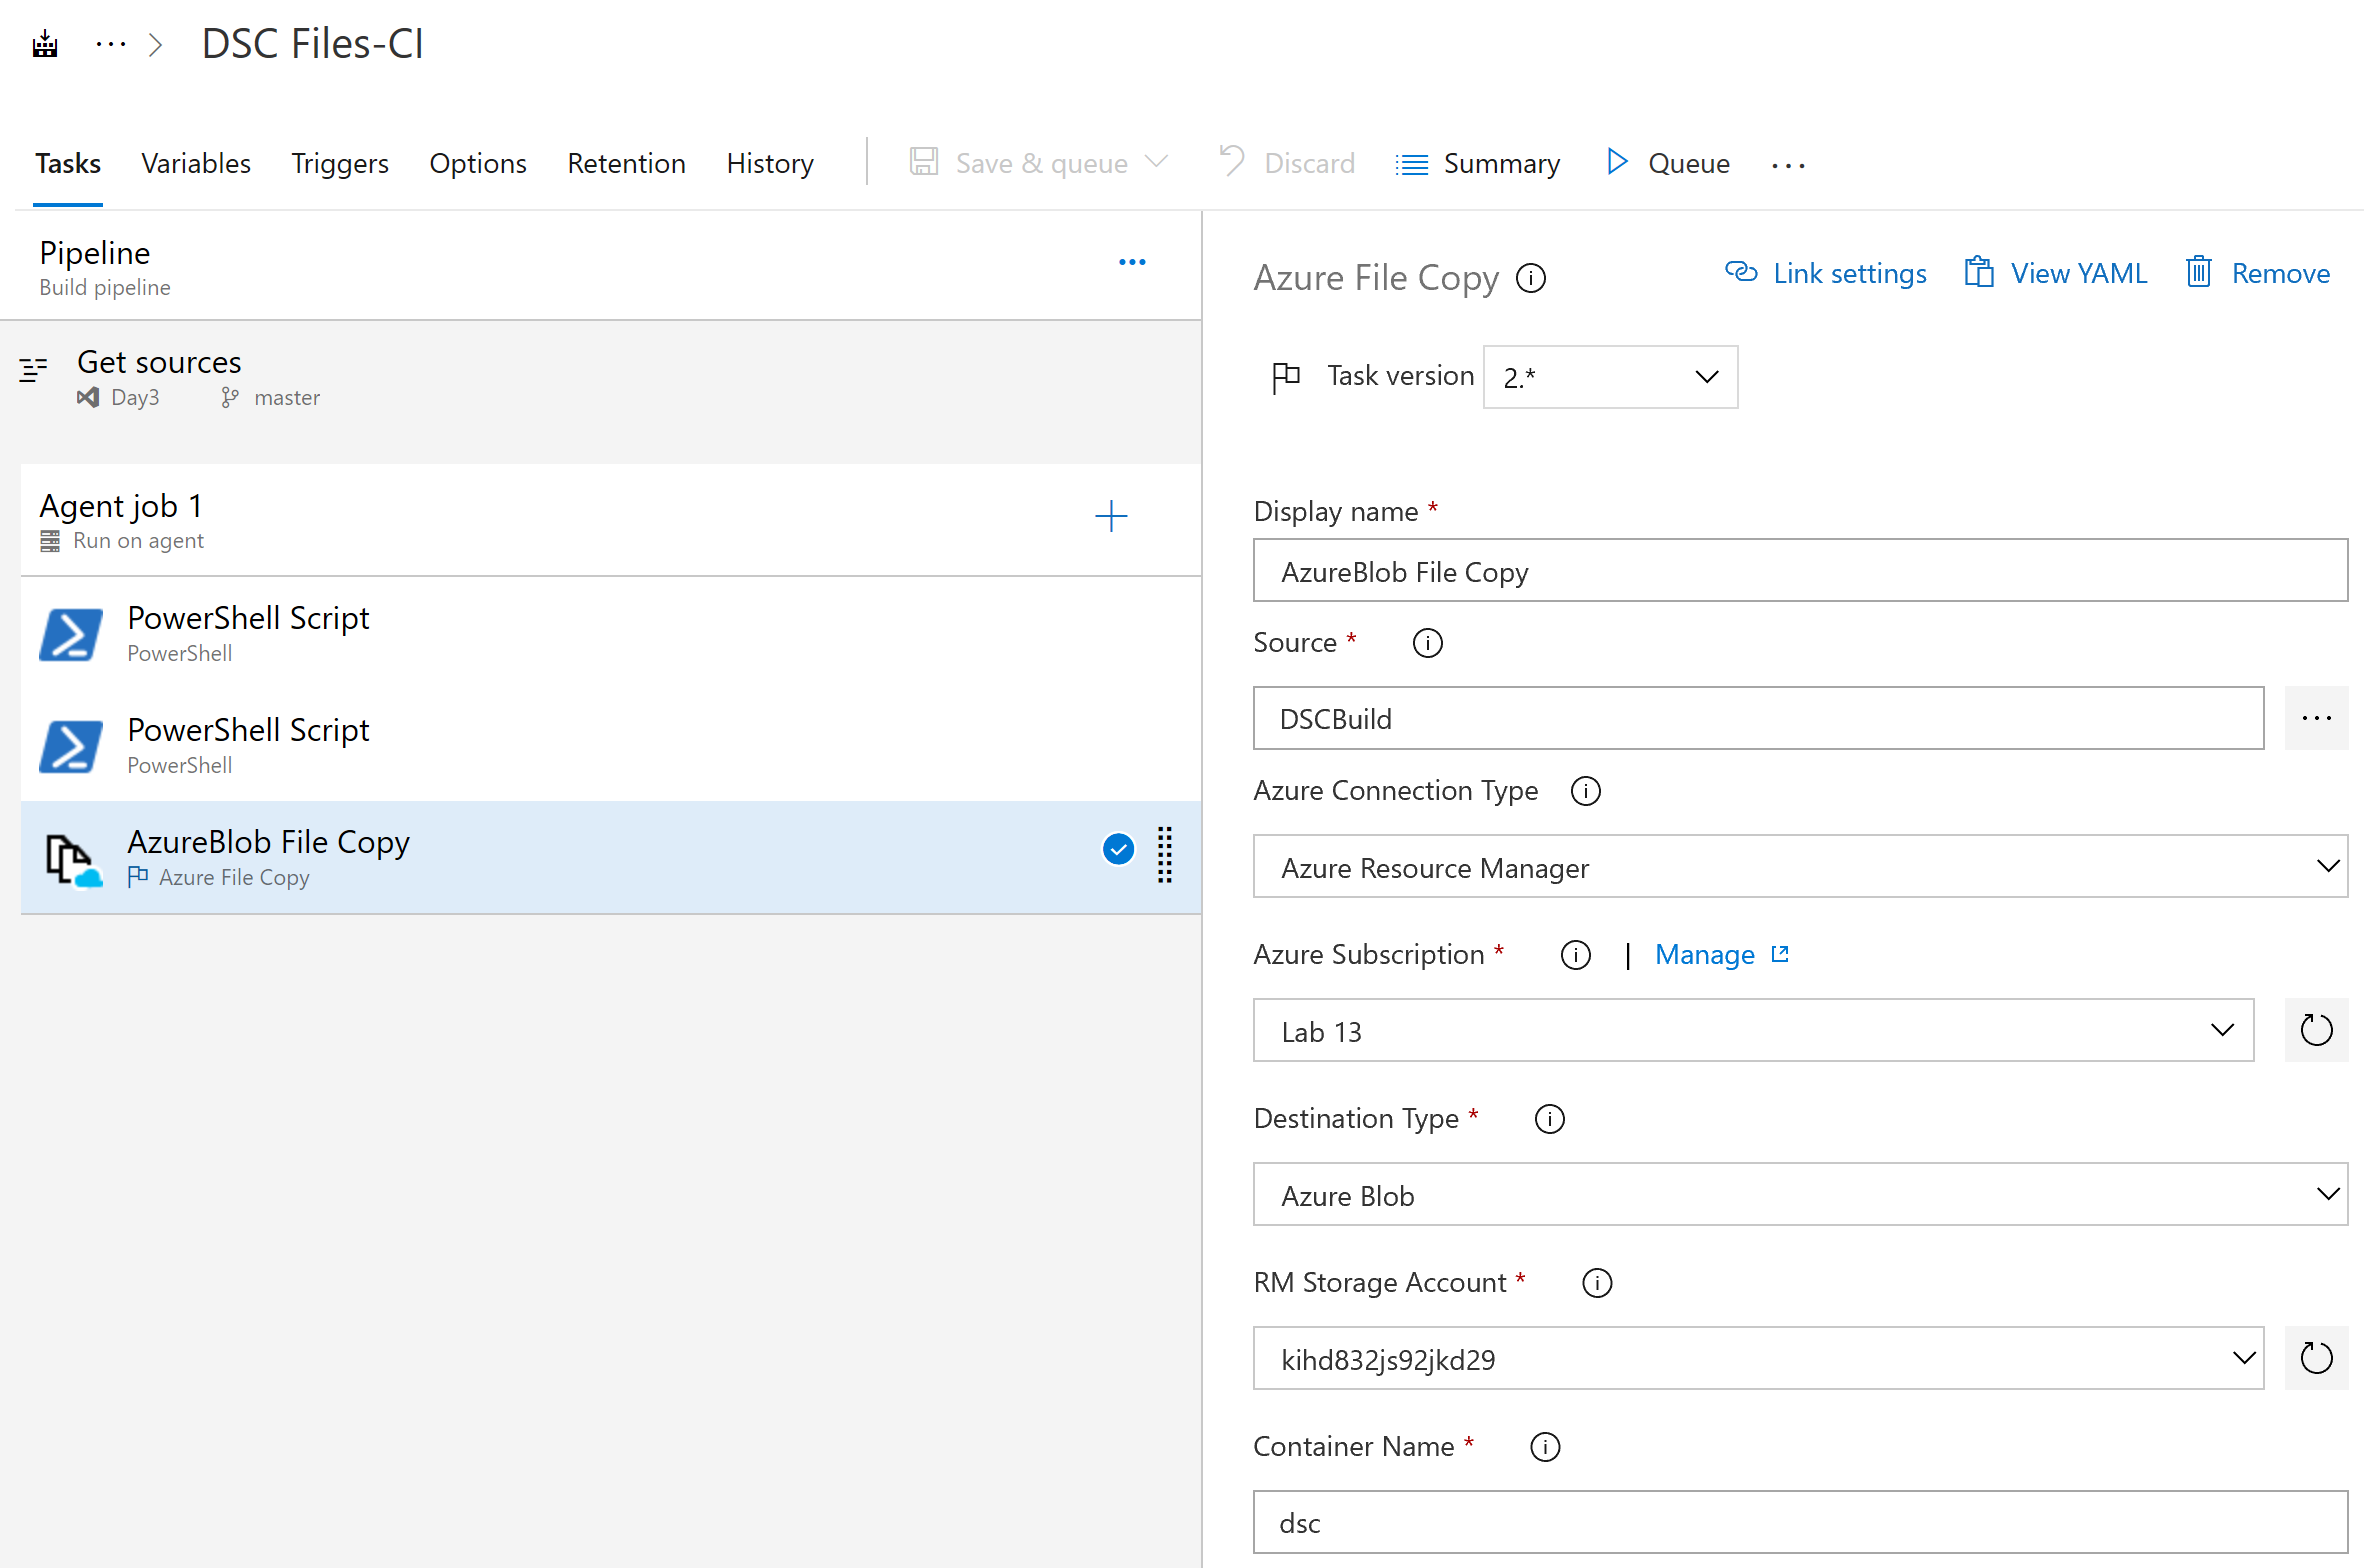 DSC Files-CI
Tasks Variables Triggers Options Retention History Save & queue Discard Summary Queue
Pipeline
Build pipeline
Get sources
Day3 master
Agent job 1
Run on agent
PowerShell Script
PowerShell
PowerShell Script
PowerShell
AzureBlob File Copy
Azure File Copy
Azure File Copy Link settings View YAML Remove
Task version 2.*
Display name *
AzureBlob File Copy
Source *
DSCBuild
Azure Connection Type
Azure Resource Manager
Azure Subscription * | Manage
Lab 13
Destination Type *
Azure Blob
RM Storage Account *
kihd832js92jkd29
Container Name *
dsc